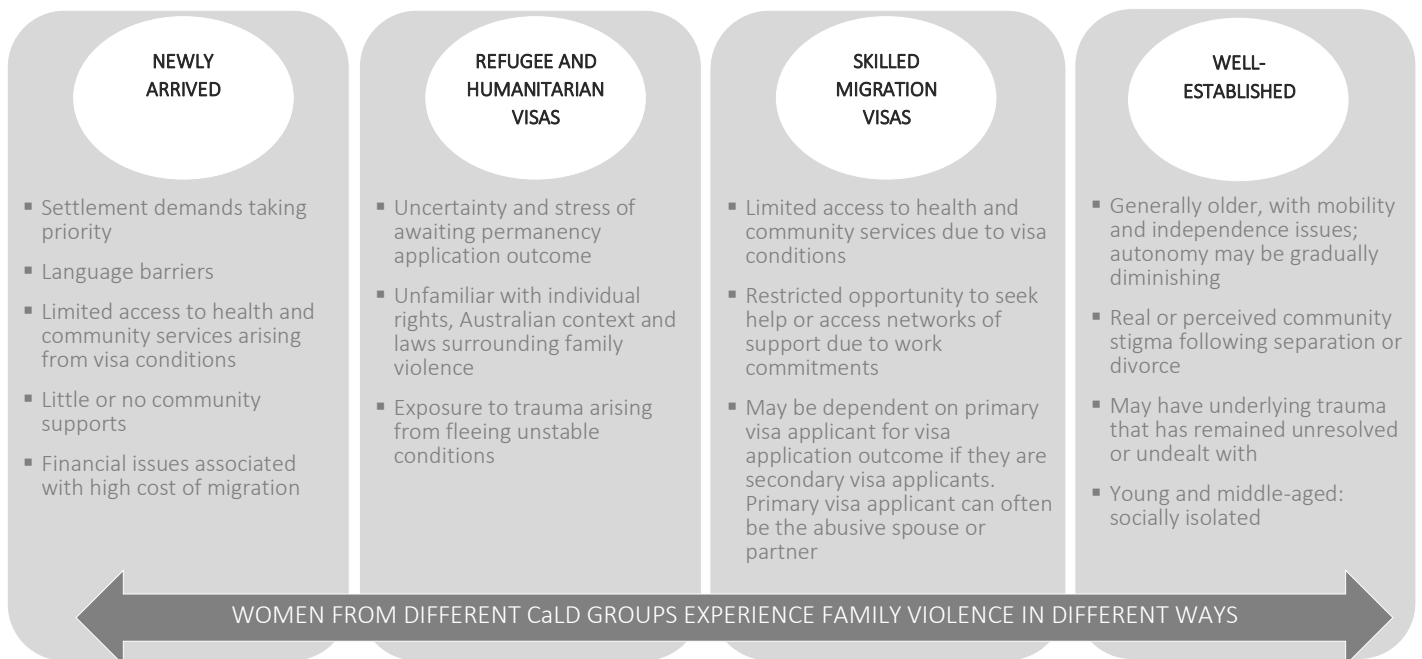 NEWLY
ARRIVED
▪ Settlement demands taking
priority
▪ Language barriers
▪ Limited access to health and
community services arising
from visa conditions
▪ Little or no community
supports
▪ Financial issues associated
with high cost of migration
REFUGEE AND
HUMANITARIAN
VISAS
▪ Uncertainty and stress of
awaiting permanency
application outcome
▪ Unfamiliar with individual
rights, Australian context and
laws surrounding family
violence
▪ Exposure to trauma arising
from fleeing unstable
conditions
SKILLED
MIGRATION
VISAS
▪ Limited access to health and
community services due to visa
conditions
▪ Restricted opportunity to seek
help or access networks of
support due to work
commitments
▪ May be dependent on primary
visa applicant for visa
application outcome if they are
secondary visa applicants.
Primary visa applicant can often
be the abusive spouse or
partner
WELL-
ESTABLISHED
▪ Generally older, with mobility
and independence issues;
autonomy may be gradually
diminishing
▪ Real or perceived community
stigma following separation or
divorce
▪ May have underlying trauma
that has remained unresolved
or undealt with
▪ Young and middle-aged:
socially isolated
WOMEN FROM DIFFERENT CaLD GROUPS EXPERIENCE FAMILY VIOLENCE IN DIFFERENT WAYS